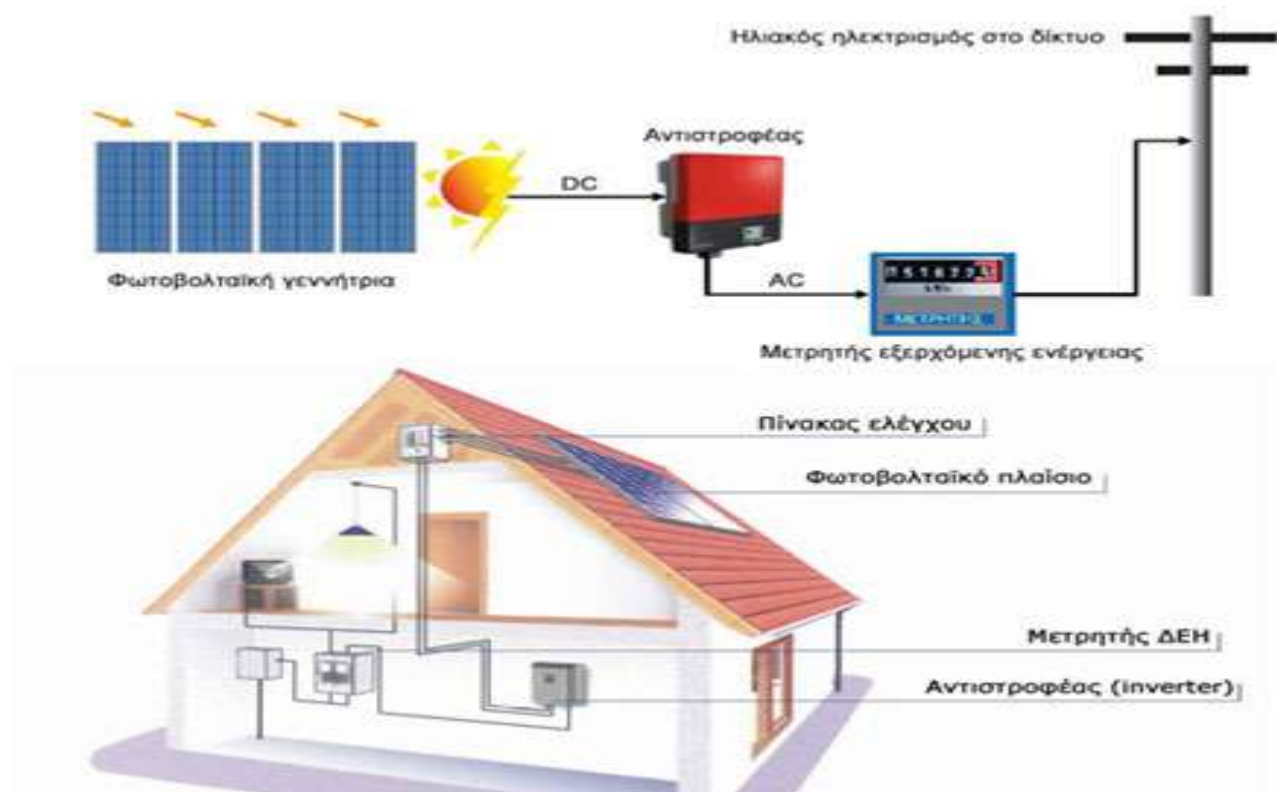 Ηλιακός ηλεκτρισμός στο δίκτυο
Αντιστροφέας
DC
Φωτοβολταϊκή γεννήτρια
AC
ΜΕΤΡΗΤΗΣ
Μετρητής εξερχόμενης ενέργειας
Πίνακας ελέγχου
Φωτοβολταϊκό πλαίσιο
Μετρητής ΔΕΗ
Αντιστροφέας (inverter)